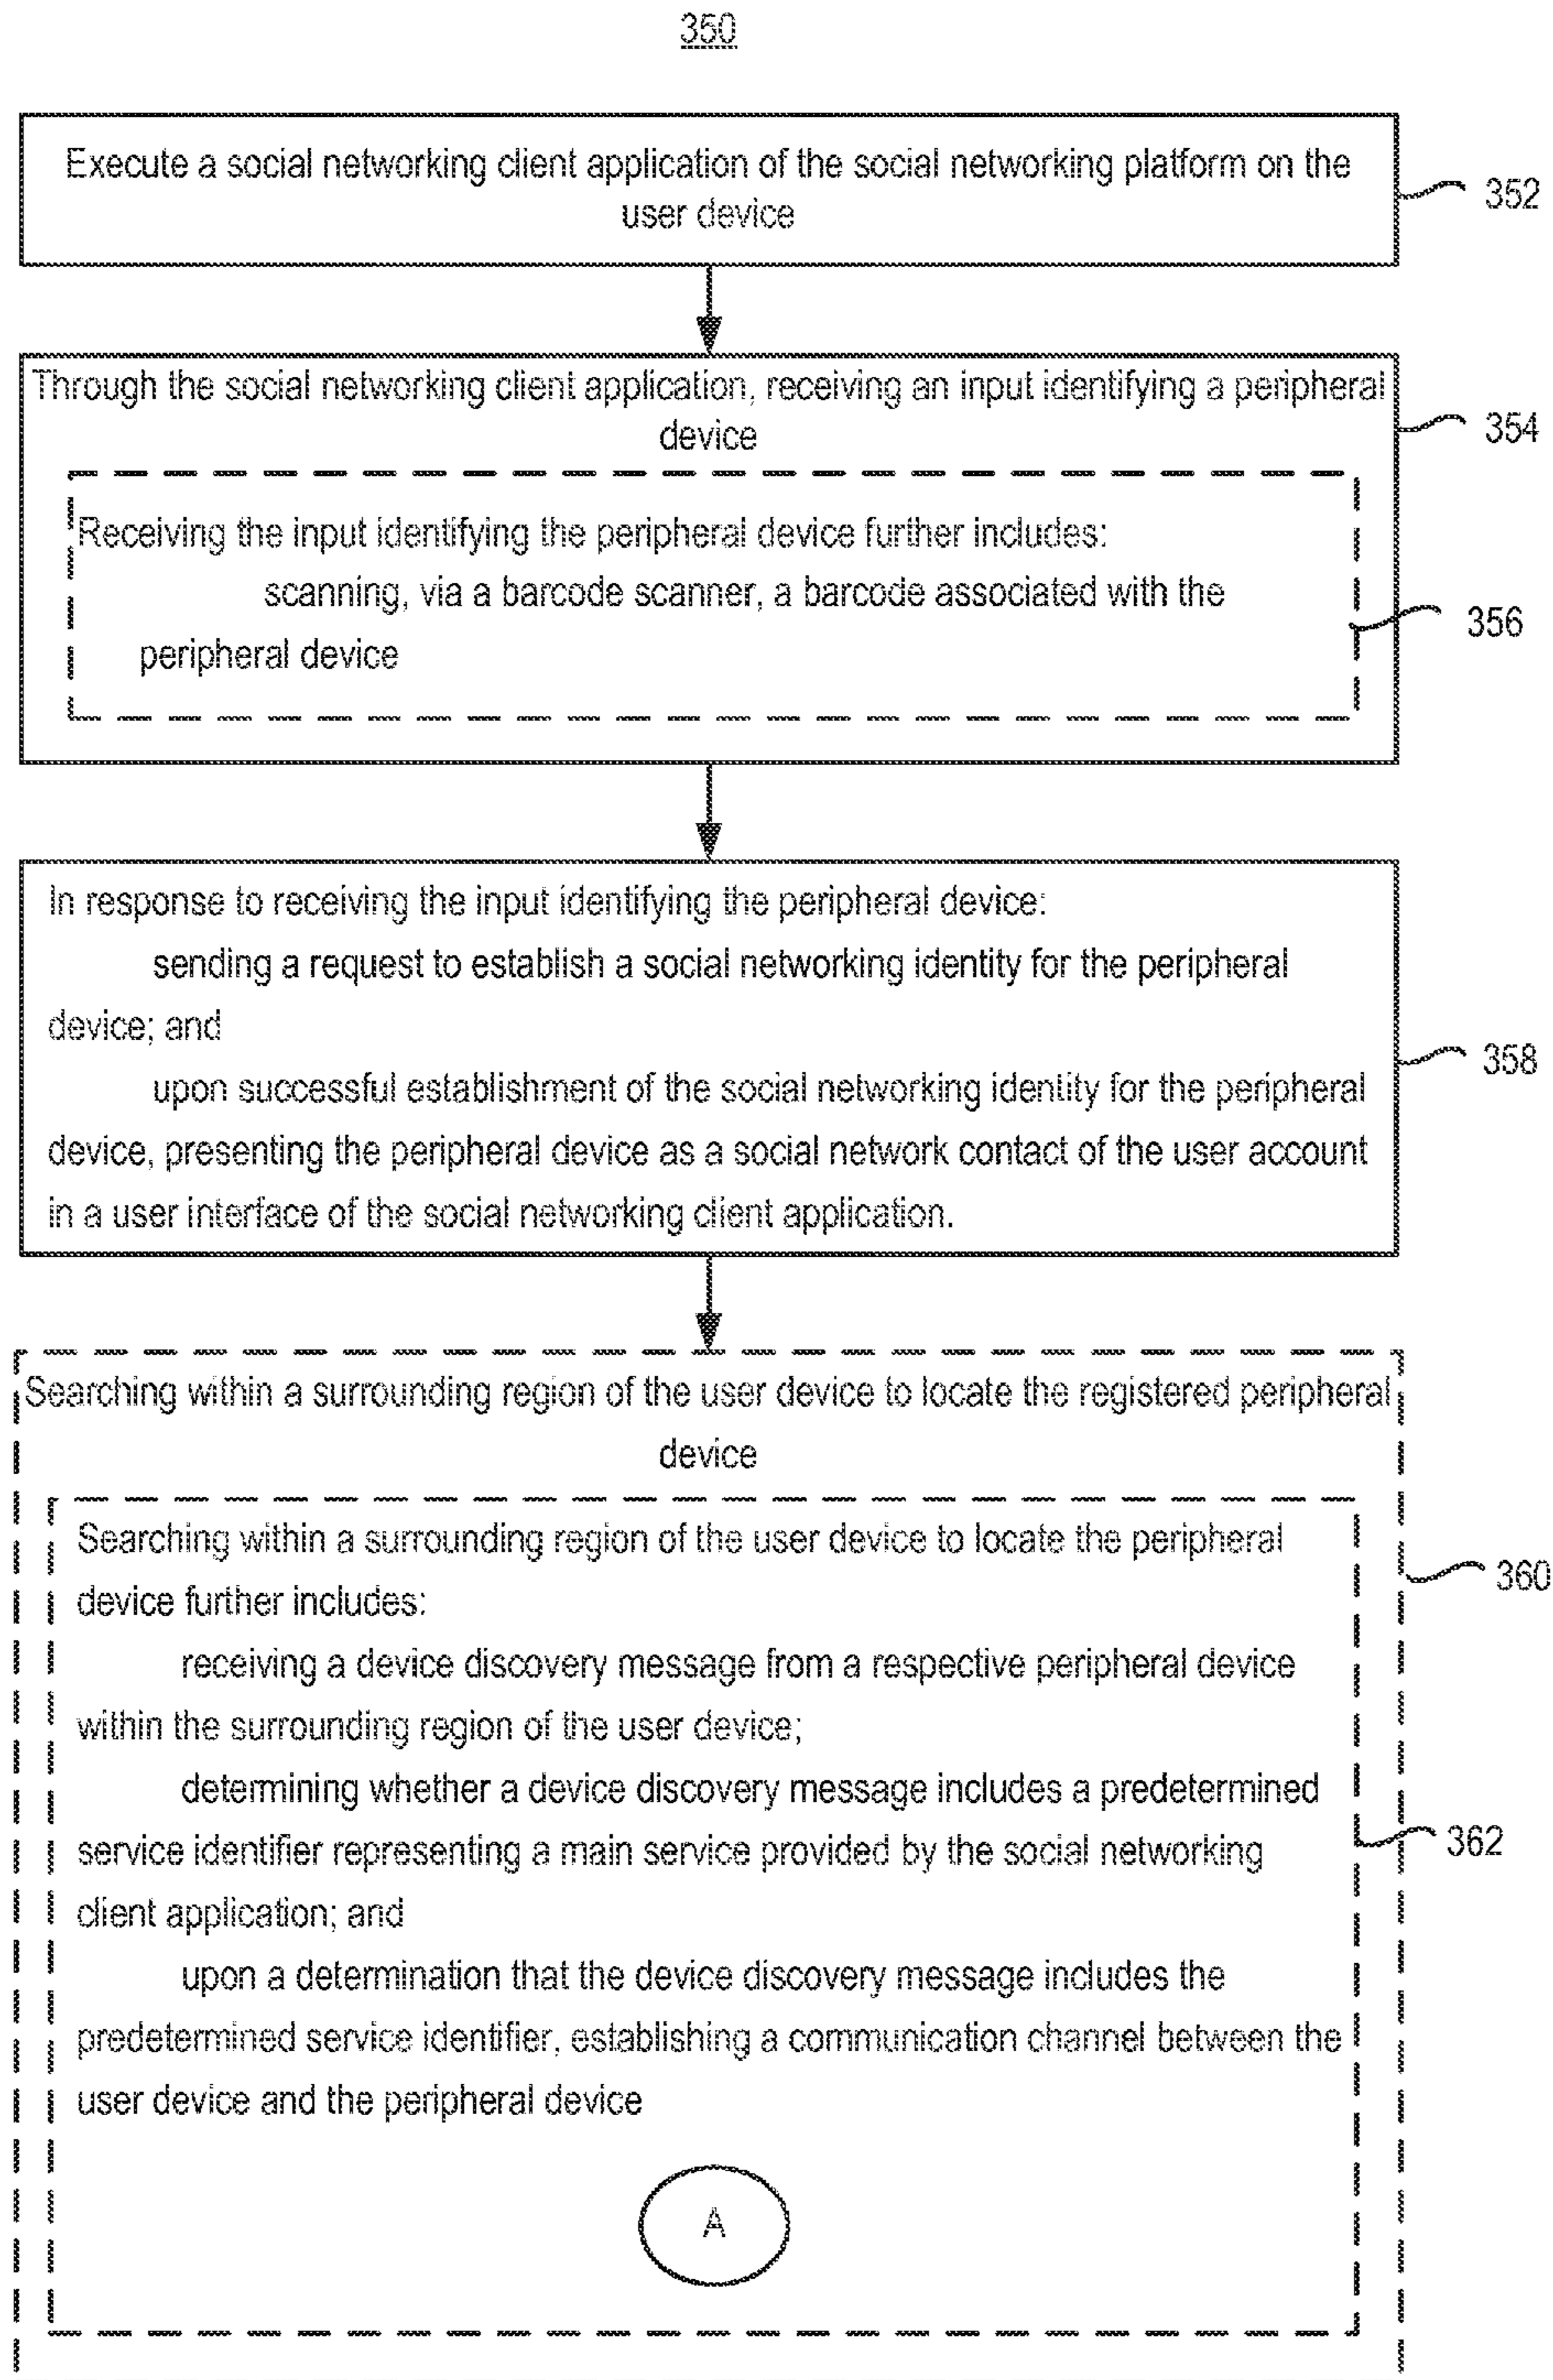 350
Execute a social networking client application of the social networking platform on the
user device
352
Through the social networking client application, receiving an input identifying a peripheral
device
354
Receiving the input identifying the peripheral device further includes:
scanning, via a barcode scanner, a barcode associated with the
peripheral device
356
In response to receiving the input identifying the peripheral device:
sending a request to establish a social networking identity for the peripheral
device; and
upon successful establishment of the social networking identity for the peripheral
device, presenting the peripheral device as a social network contact of the user account
in a user interface of the social networking client application.
358
Searching within a surrounding region of the user device to locate the registered peripheral
device
360
Searching within a surrounding region of the user device to locate the peripheral
device further includes:
receiving a device discovery message from a respective peripheral device
within the surrounding region of the user device;
determining whether a device discovery message includes a predetermined
service identifier representing a main service provided by the social networking
client application; and
upon a determination that the device discovery message includes the
predetermined service identifier, establishing a communication channel between the
user device and the peripheral device
362
A